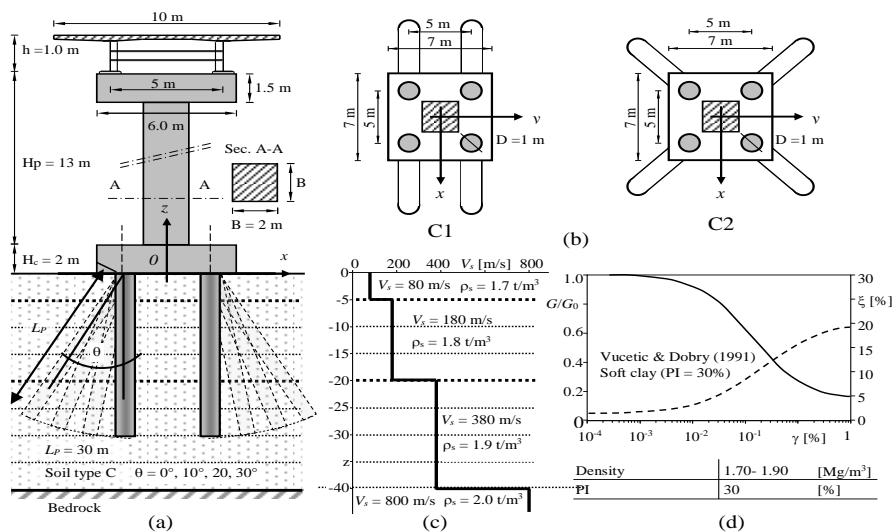 10 m
h=1.0 m
5 m
1.5 m
6.0 m
Sec. A-A
Hp = 13 m
A
A
B
z
B = 2 m
Hc = 2 m
0
x
LP
θ
LP = 30 m
Soil type C θ = 0°, 10°, 20, 30°
Bedrock
(a)
5 m
7 m
7 m
5 m
y
D =1 m
x
C1
5 m
7 m
7 m
5 m
y
D =1 m
x
C2
(b)
0 200 400 Vs [m/s] 800
0
Vs = 80 m/s ρs = 1.7 t/m³
-5
-10
Vs = 180 m/s
-15
ρs = 1.8 t/m³
-20
-25
Vs = 380 m/s
-30
ρs = 1.9 t/m³
z
-40
Vs = 800 m/s ρs = 2.0 t/m³
(c)
1.0
G/G0
0.6
0.4
0.2
0
30
ξ [%]
20
15
10
5
0
Vucetic & Dobry (1991)
Soft clay (PI = 30%)
10⁻⁴ 10⁻³ 10⁻² 10⁻¹ γ [%] 1
Density 1.70- 1.90 [Mg/m³]
PI 30 [%]
(d)